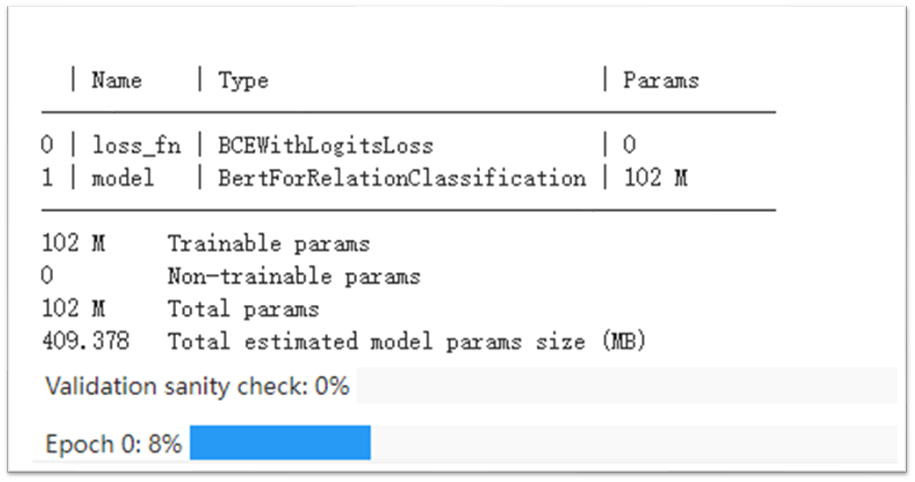 | Name | Type | Params
0 | loss_fn | BCEWithLogitsLoss | 0
1 | model | BertForRelationClassification | 102 M
102 M Trainable params
0 Non-trainable params
102 M Total params
409.378 Total estimated model params size (MB)
Validation sanity check: 0%
Epoch 0: 8%